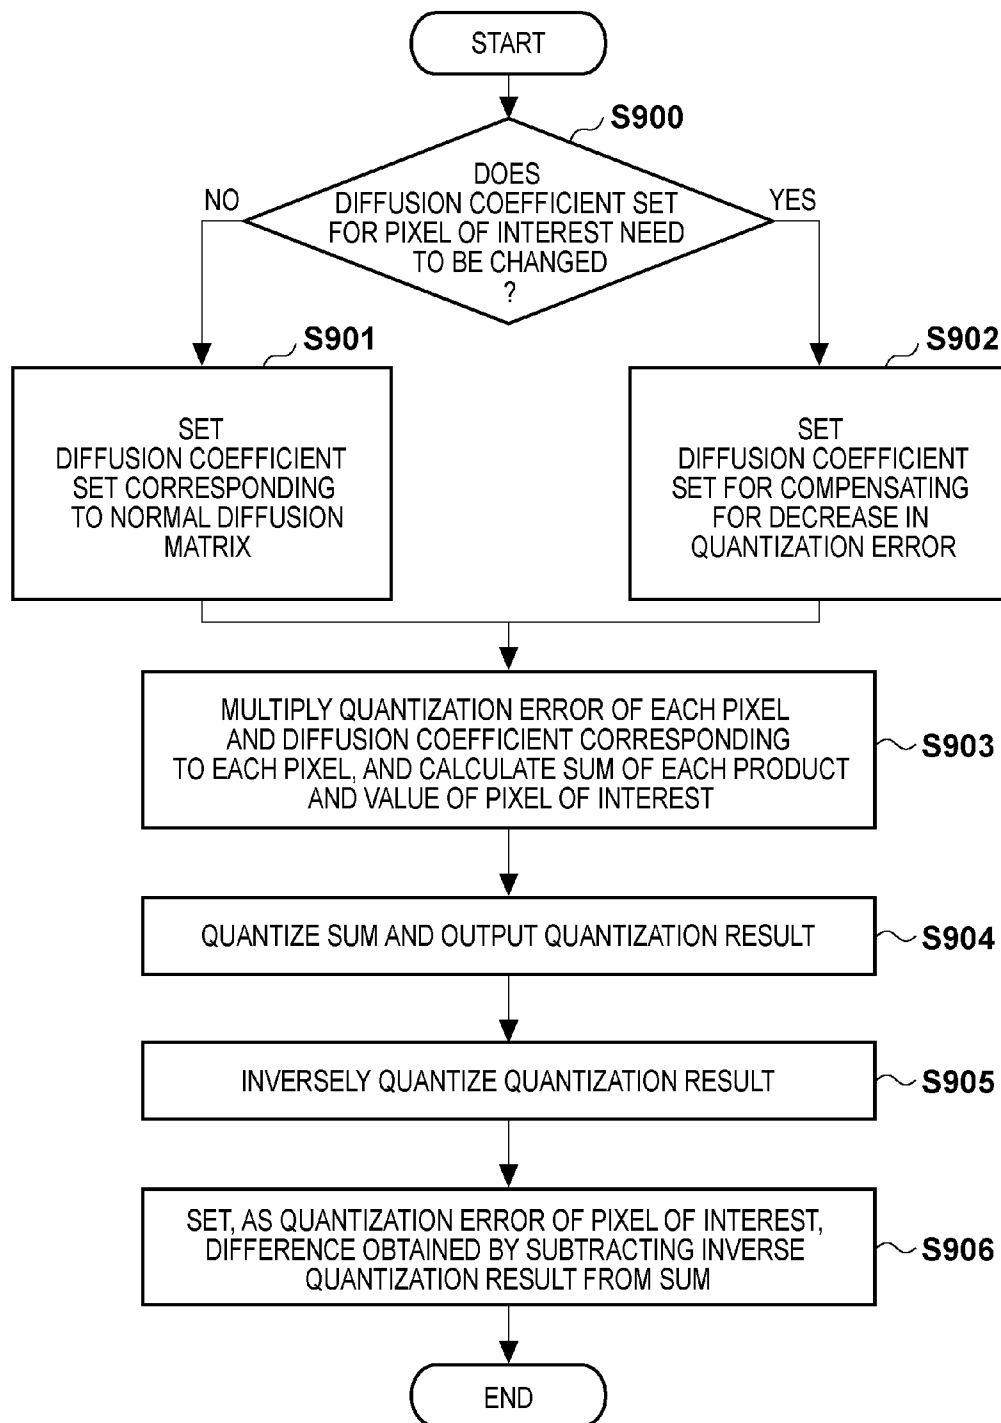 START
S900
DOES
DIFFUSION COEFFICIENT SET
FOR PIXEL OF INTEREST NEED
TO BE CHANGED
?
NO
YES
S901
SET
DIFFUSION COEFFICIENT
SET CORRESPONDING
TO NORMAL DIFFUSION
MATRIX
S902
SET
DIFFUSION COEFFICIENT
SET FOR COMPENSATING
FOR DECREASE IN
QUANTIZATION ERROR
MULTIPLY QUANTIZATION ERROR OF EACH PIXEL
AND DIFFUSION COEFFICIENT CORRESPONDING
TO EACH PIXEL, AND CALCULATE SUM OF EACH PRODUCT
AND VALUE OF PIXEL OF INTEREST
S903
QUANTIZE SUM AND OUTPUT QUANTIZATION RESULT
S904
INVERSELY QUANTIZE QUANTIZATION RESULT
S905
SET, AS QUANTIZATION ERROR OF PIXEL OF INTEREST,
DIFFERENCE OBTAINED BY SUBTRACTING INVERSE
QUANTIZATION RESULT FROM SUM
S906
END